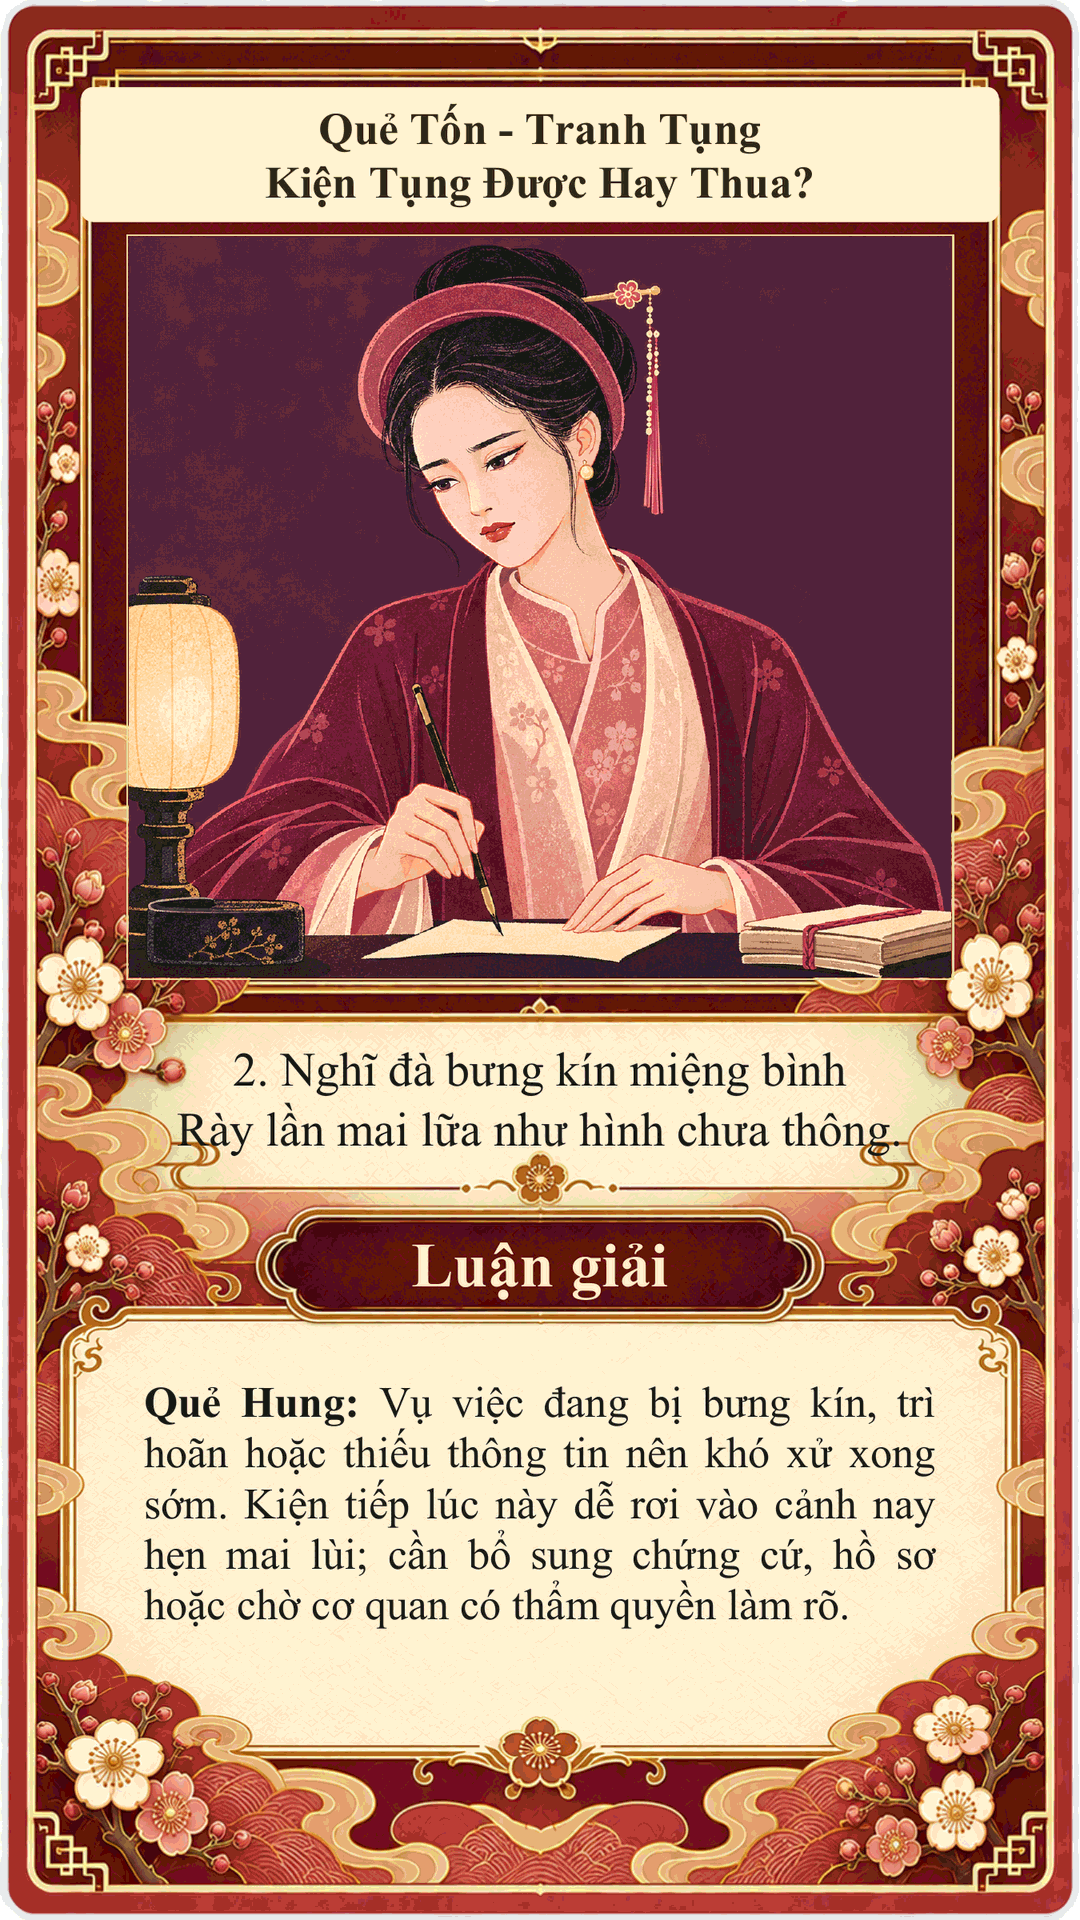 Quẻ Tốn - Tranh Tụng
Kiện Tụng Được Hay Thua?
2. Nghĩ đà bưng kín miệng bình
Rày lần mai lữa như hình chưa thông.
Luận giải
Quẻ Hung: Vụ việc đang bị bưng kín, trì
hoãn hoặc thiếu thông tin nên khó xử xong
sớm. Kiện tiếp lúc này dễ rơi vào cảnh nay
hẹn mai lùi; cần bổ sung chứng cứ, hồ sơ
hoặc chờ cơ quan có thẩm quyền làm rõ.